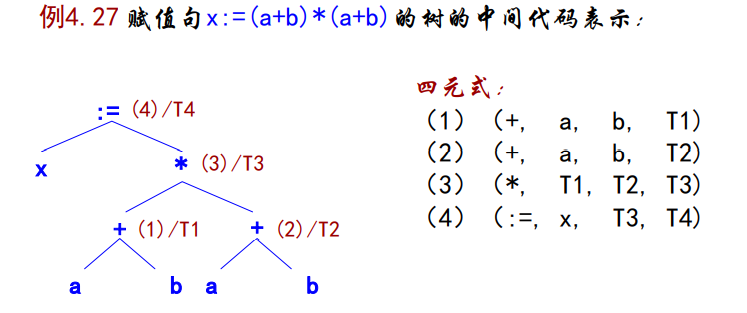 例4.27 赋值句x:=(a+b)*(a+b)的树的中间代码表示：
:= (4)/T4
x
* (3)/T3
+ (1)/T1
+ (2)/T2
a b a b
四元式：
(1) (+, a, b, T1)
(2) (+, a, b, T2)
(3) (*, T1, T2, T3)
(4) (:=, x, T3, T4)